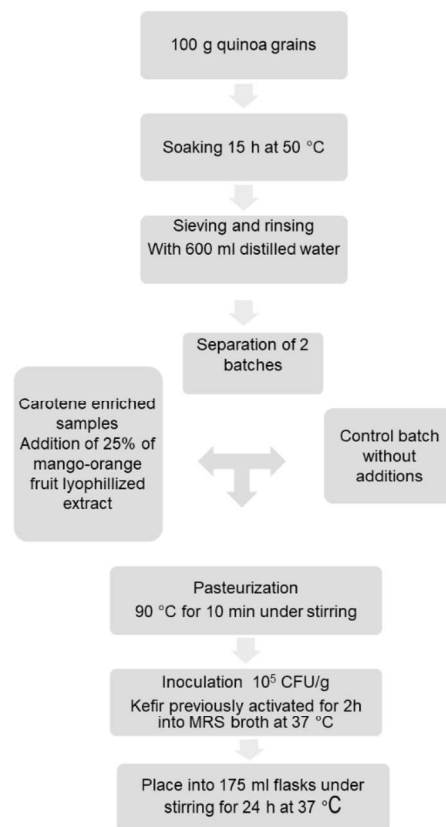 100 g quinoa grains
Soaking 15 h at 50 °C
Sieving and rinsing
With 600 ml distilled water
Separation of 2
batches
Carotene enriched
samples
Addition of 25% of
mango-orange
fruit lyophillized
extract
Control batch
without
additions
Pasteurization
90 °C for 10 min under stirring
Inoculation 10⁵ CFU/g
Kefir previously activated for 2h
into MRS broth at 37 °C
Place into 175 ml flasks under
stirring for 24 h at 37 °C